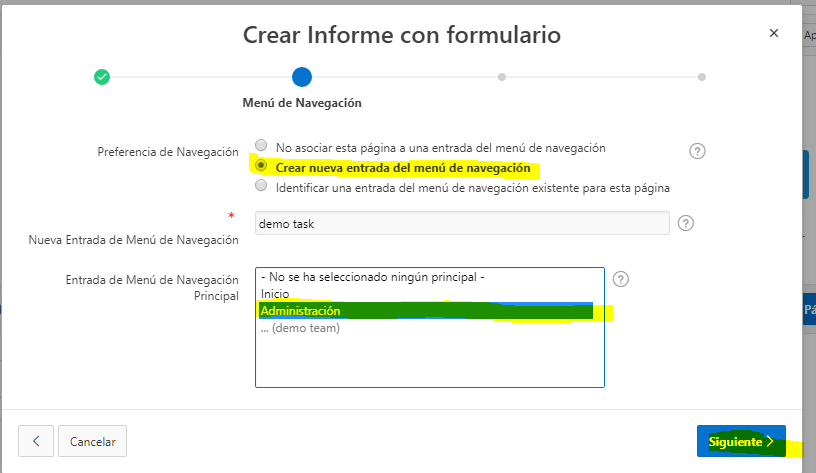 Crear Informe con formulario
Ap
Menú de Navegación
Preferencia de Navegación
No asociar esta página a una entrada del menú de navegación
Crear nueva entrada del menú de navegación
Identificar una entrada del menú de navegación existente para esta página
*
Nueva Entrada de Menú de Navegación
demo task
Entrada de Menú de Navegación
Principal
- No se ha seleccionado ningún principal -
Inicio
Administración
... (demo team)
Pá
Cancelar
Siguiente